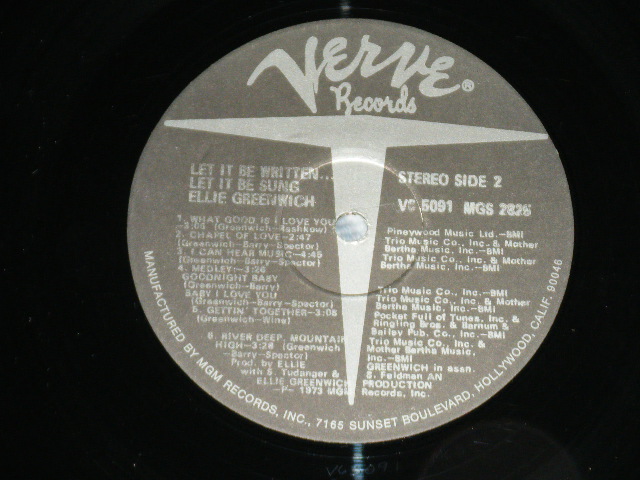 Verve®
Records
LET IT BE WRITTEN...
LET IT BE SUNG
ELLIE GREENWICH
STEREO SIDE 2
V6 5091 MGS 2826
1. WHAT GOOD IS I LOVE YOU
—3:05 (Greenwich-Rashkow)
Pineywood Music Ltd.—BMI
2. CHAPEL OF LOVE—2:47
(Greenwich-Barry-Spector)
Trio Music Co., Inc. & Mother
Bertha Music, Inc.—BMI
3. I CAN HEAR MUSIC—4:45
(Greenwich-Barry-Spector)
Trio Music Co., Inc. & Mother
Bertha Music, Inc.—BMI
4. MEDLEY:—3:26
GOODNIGHT BABY
(Greenwich-Barry)
Trio Music Co., Inc.—BMI
BABY I LOVE YOU
(Greenwich-Barry-Spector)
Trio Music Co., Inc. & Mother
Bertha Music, Inc.—BMI
5. GETTIN' TOGETHER—3:08
(Greenwich-Wine)
Pocket Full of Tunes, Inc. &
Ringling Bros. & Barnum &
Bailey Pub. Co., Inc.—BMI
6. RIVER DEEP, MOUNTAIN
HIGH—3:28 (Greenwich
-Barry-Spector)
Trio Music Co., Inc. &
Mother Bertha Music,
Inc.—BMI
Prod. by ELLIE GREENWICH in assn.
with S. Tudanger & S. Feldman AN
ELLIE GREENWICH PRODUCTION
—P— 1973 MGM Records, Inc.
MANUFACTURED BY MGM RECORDS, INC., 7165 SUNSET BOULEVARD, HOLLYWOOD, CALIF. 90046
V6 5091